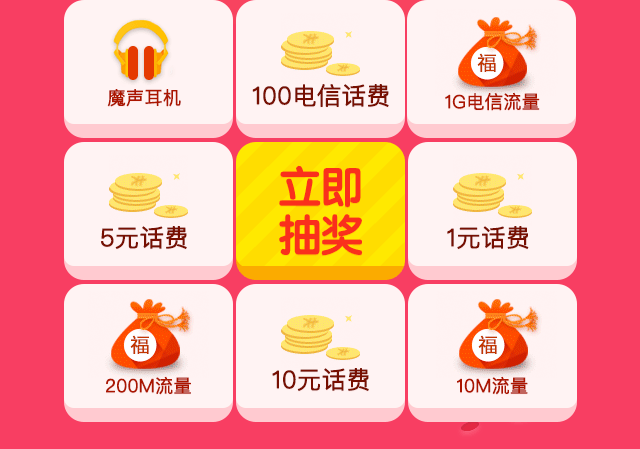 魔声耳机
100电信话费
福
1G电信流量
5元话费
立即
抽奖
1元话费
福
200M流量
10元话费
福
10M流量